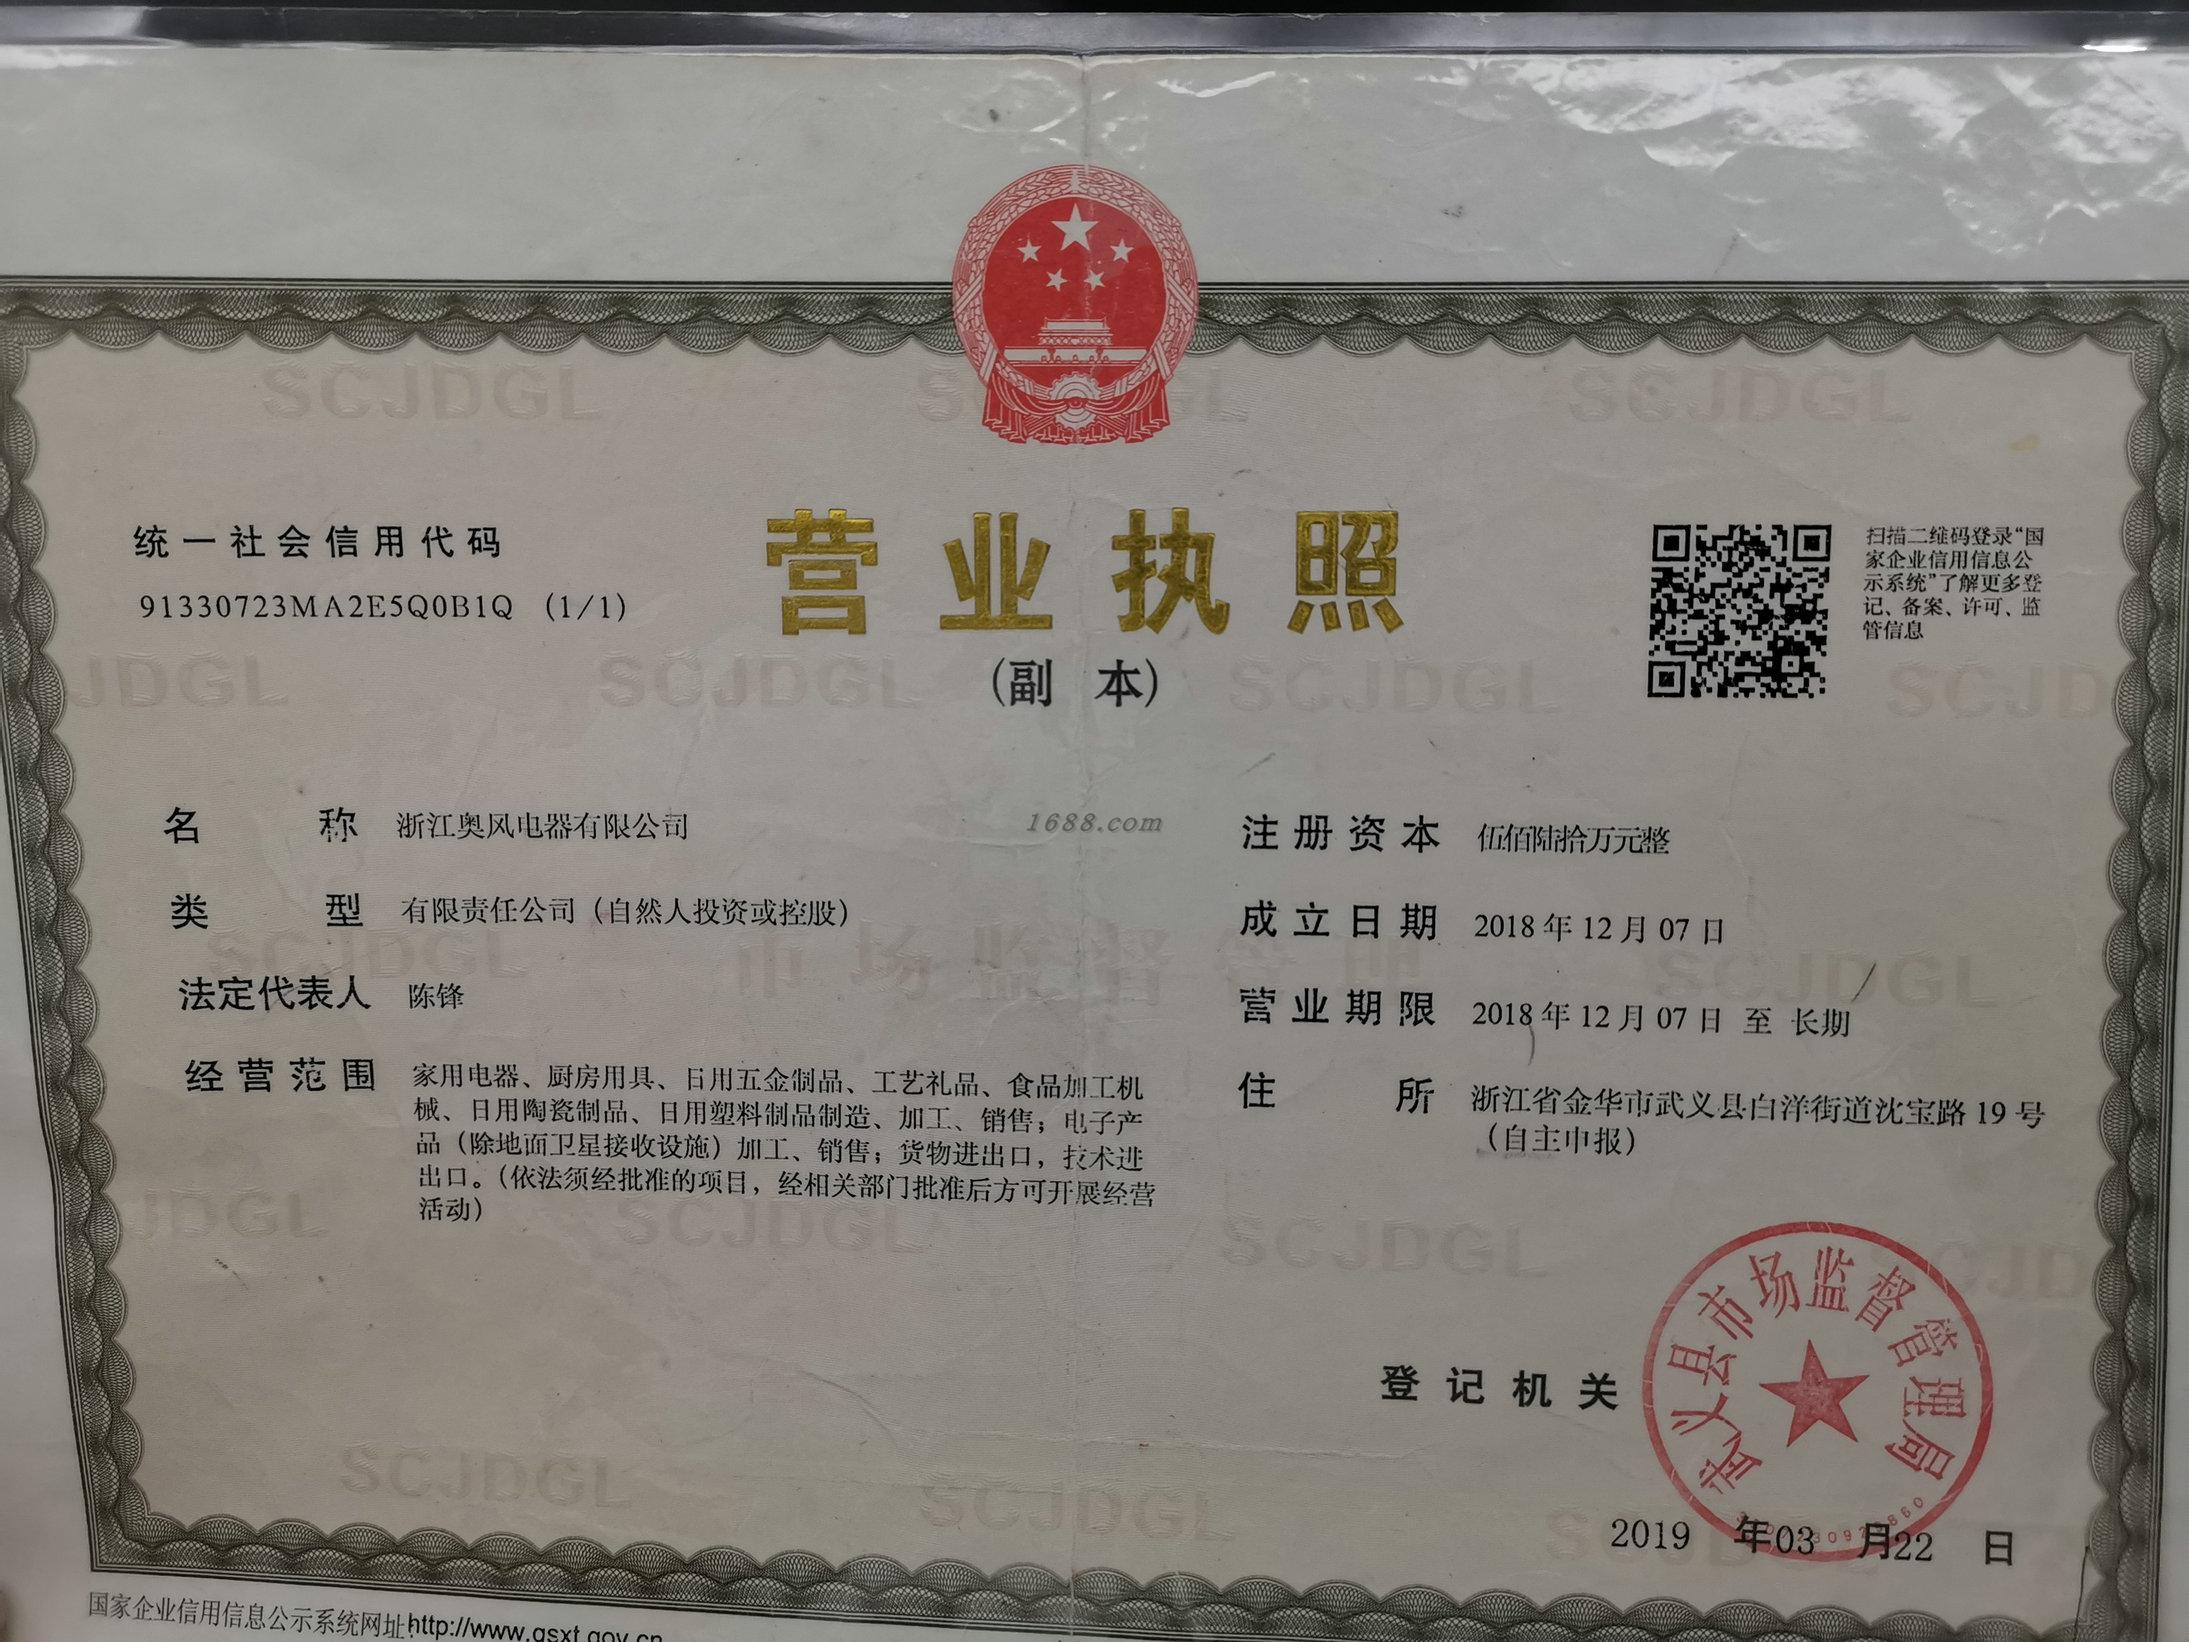 统一社会信用代码
91330723MA2E5Q0B1Q (1/1)
营业执照
(副 本)
扫描二维码登录“国
家企业信用信息公
示系统”了解更多登
记、备案、许可、监
管信息
名 称 浙江奥风电器有限公司
类 型 有限责任公司（自然人投资或控股）
法定代表人 陈锋
经营范围 家用电器、厨房用具、日用五金制品、工艺礼品、食品加工机
械、日用陶瓷制品、日用塑料制品制造、加工、销售；电子产
品（除地面卫星接收设施）加工、销售；货物进出口，技术进
出口。（依法须经批准的项目，经相关部门批准后方可开展经营
活动）
1688.com
注册资本 伍佰陆拾万元整
成立日期 2018年12月07日
营业期限 2018年12月07日 至 长期
住 所 浙江省金华市武义县白洋街道沈宝路19号
（自主申报）
登记机关
武义县市场监督管理局
2019 年 03 月 22 日
国家企业信用信息公示系统网址:http://www.gsxt.gov.cn
SCJDGL
市场监督管理